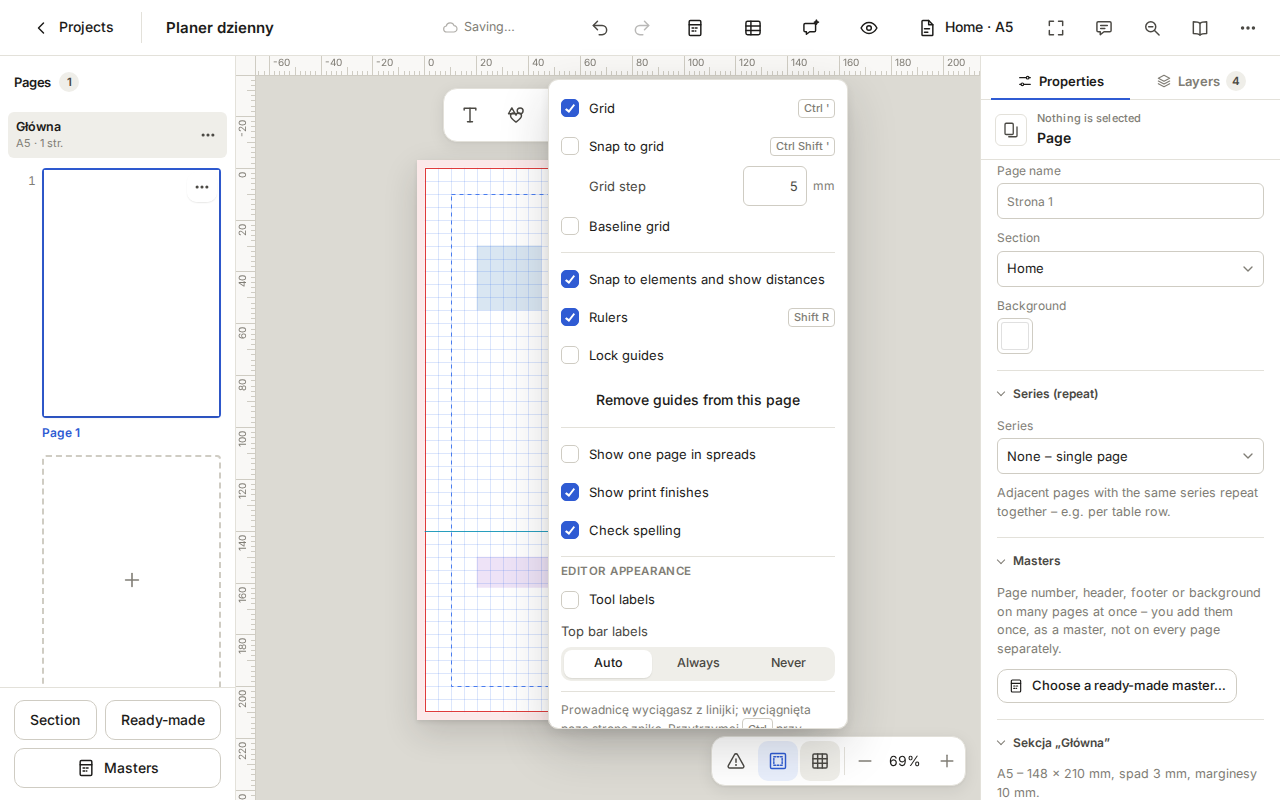 Projects
Planer dzienny
Saving...
Home · A5
Pages 1
Główna
A5 · 1 str.
1
Page 1
Section
Ready-made
Masters
-60 -40 -20 0 20 40 60 80 100 120 140 160 180 200
-20
0
20
40
60
80
100
120
140
160
180
200
220
Grid Ctrl '
Snap to grid Ctrl Shift '
Grid step 5 mm
Baseline grid
Snap to elements and show distances
Rulers Shift R
Lock guides
Remove guides from this page
Show one page in spreads
Show print finishes
Check spelling
EDITOR APPEARANCE
Tool labels
Top bar labels
Auto Always Never
Prowadnicę wyciągasz z linijki; wyciągnięta
69%
Properties
Layers 4
Nothing is selected
Page
Page name
Strona 1
Section
Home
Background
Series (repeat)
Series
None – single page
Adjacent pages with the same series repeat
together – e.g. per table row.
Masters
Page number, header, footer or background
on many pages at once – you add them
once, as a master, not on every page
separately.
Choose a ready-made master...
Sekcja „Główna”
A5 – 148 × 210 mm, spad 3 mm, marginesy
10 mm.